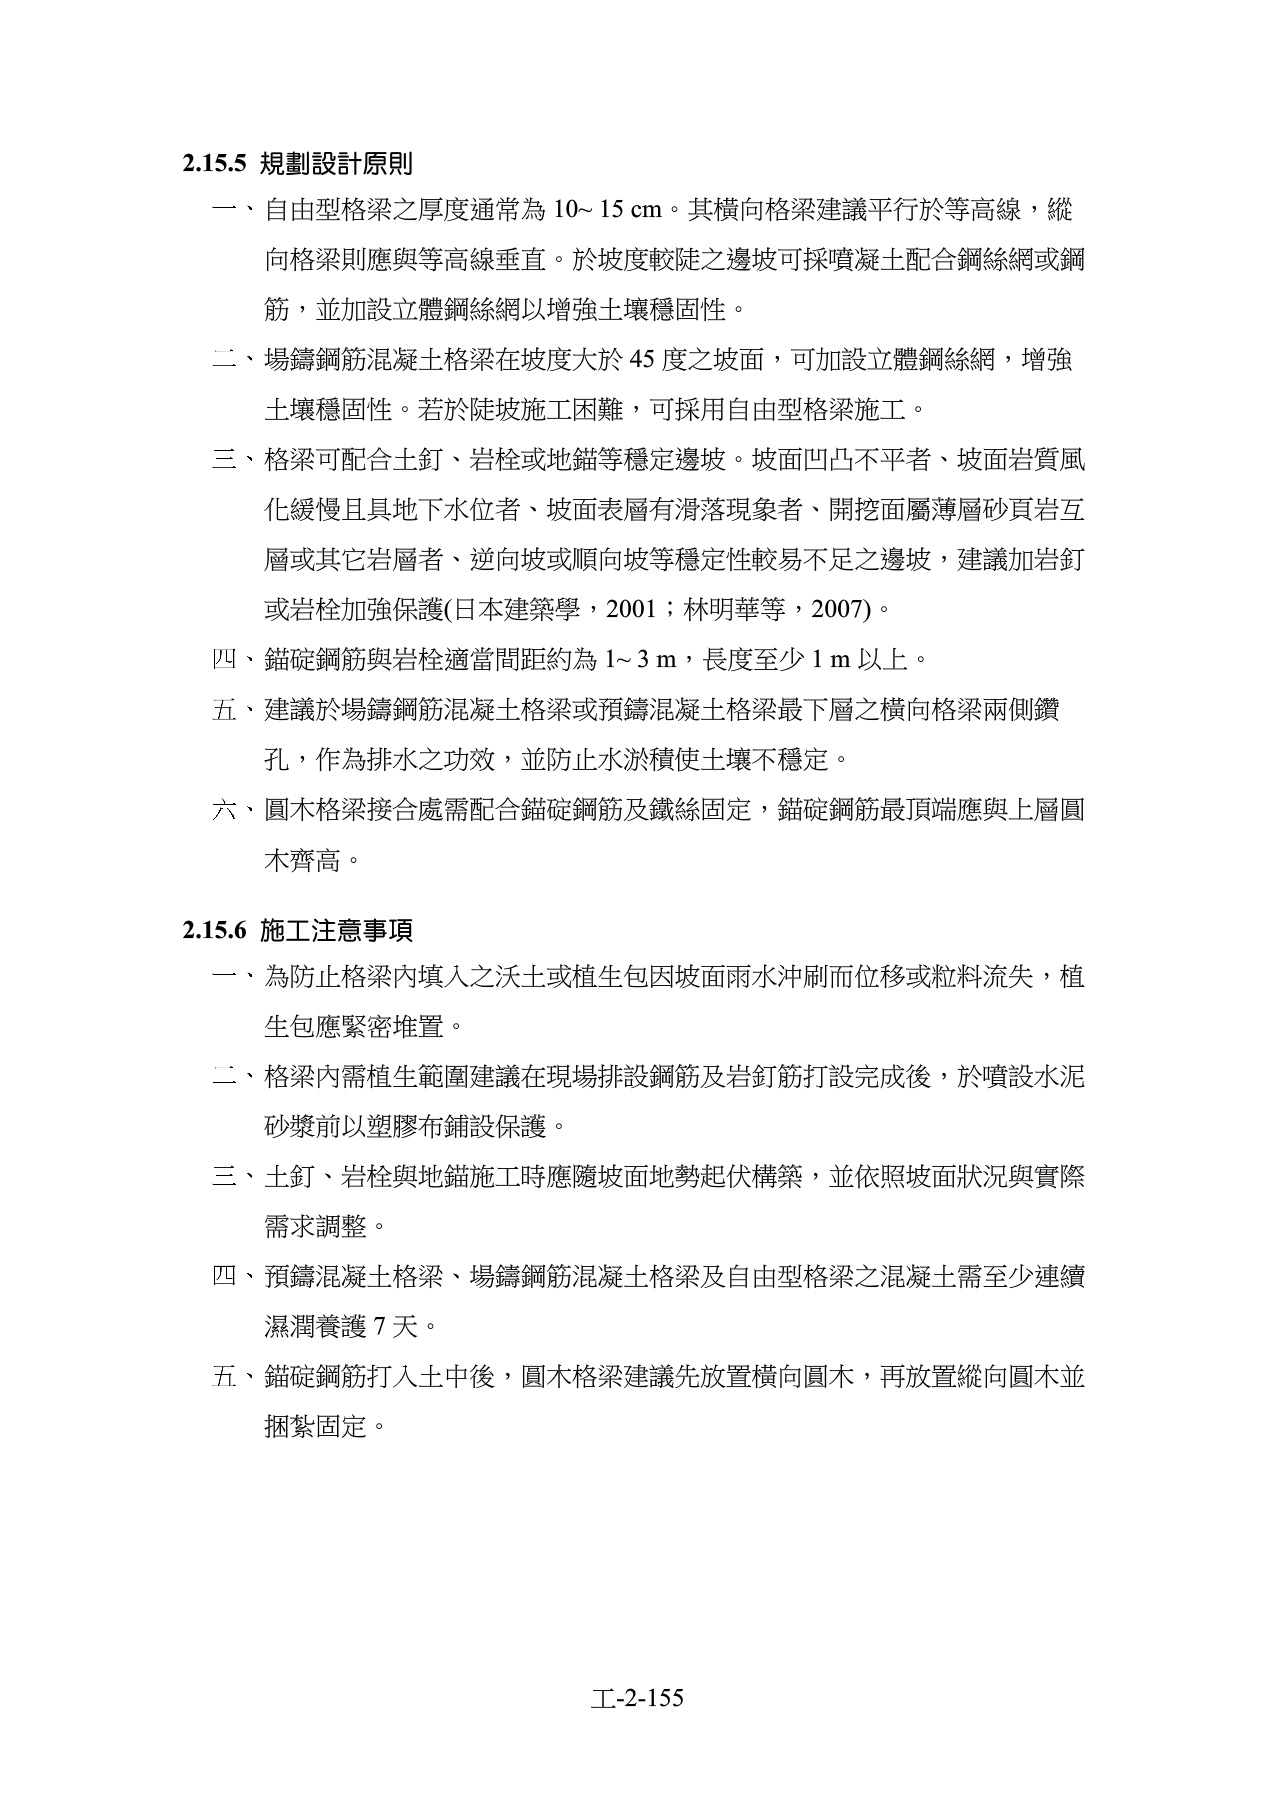 2.15.5 規劃設計原則
一、自由型格梁之厚度通常為 10~ 15 cm。其橫向格梁建議平行於等高線，縱
向格梁則應與等高線垂直。於坡度較陡之邊坡可採噴凝土配合鋼絲網或鋼
筋，並加設立體鋼絲網以增強土壤穩固性。
二、場鑄鋼筋混凝土格梁在坡度大於 45 度之坡面，可加設立體鋼絲網，增強
土壤穩固性。若於陡坡施工困難，可採用自由型格梁施工。
三、格梁可配合土釘、岩栓或地錨等穩定邊坡。坡面凹凸不平者、坡面岩質風
化緩慢且具地下水位者、坡面表層有滑落現象者、開挖面屬薄層砂頁岩互
層或其它岩層者、逆向坡或順向坡等穩定性較易不足之邊坡，建議加岩釘
或岩栓加強保護(日本建築學，2001；林明華等，2007)。
四、錨碇鋼筋與岩栓適當間距約為 1~ 3 m，長度至少 1 m 以上。
五、建議於場鑄鋼筋混凝土格梁或預鑄混凝土格梁最下層之橫向格梁兩側鑽
孔，作為排水之功效，並防止水淤積使土壤不穩定。
六、圓木格梁接合處需配合錨碇鋼筋及鐵絲固定，錨碇鋼筋最頂端應與上層圓
木齊高。
2.15.6 施工注意事項
一、為防止格梁內填入之沃土或植生包因坡面雨水沖刷而位移或粒料流失，植
生包應緊密堆置。
二、格梁內需植生範圍建議在現場排設鋼筋及岩釘筋打設完成後，於噴設水泥
砂漿前以塑膠布鋪設保護。
三、土釘、岩栓與地錨施工時應隨坡面地勢起伏構築，並依照坡面狀況與實際
需求調整。
四、預鑄混凝土格梁、場鑄鋼筋混凝土格梁及自由型格梁之混凝土需至少連續
濕潤養護 7 天。
五、錨碇鋼筋打入土中後，圓木格梁建議先放置橫向圓木，再放置縱向圓木並
捆紮固定。
工-2-155